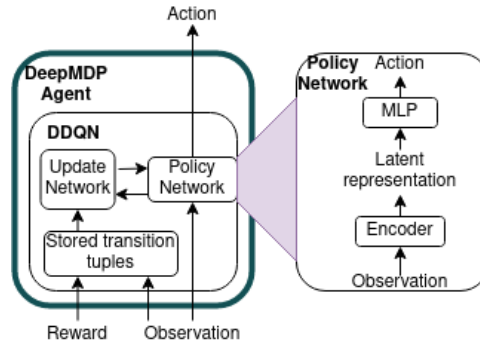 Action
DeepMDP
Agent
DDQN
Update
Network
Policy
Network
Stored transition
tuples
Reward
Observation
Policy
Network
Action
MLP
Latent
representation
Encoder
Observation